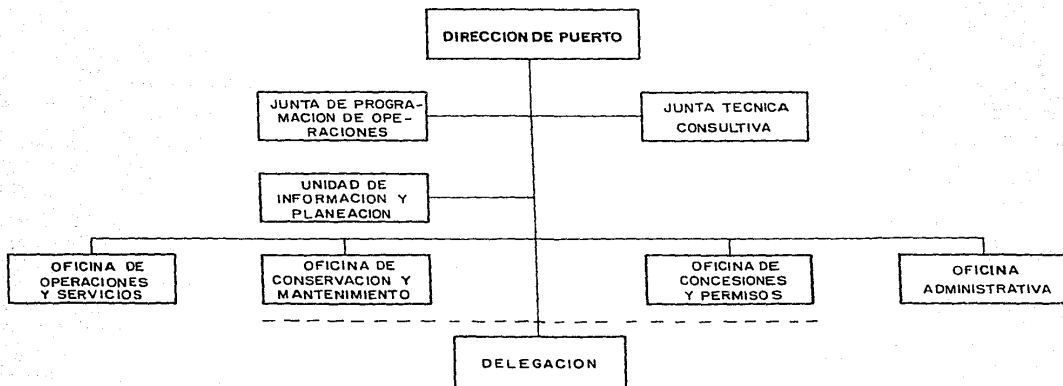 DIRECCION DE PUERTO
JUNTA DE PROGRA-
MACION DE OPE-
RACIONES
JUNTA TECNICA
CONSULTIVA
UNIDAD DE
INFORMACION Y
PLANEACION
OFICINA DE
OPERACIONES
Y SERVICIOS
OFICINA DE
CONSERVACION Y
MANTENIMIENTO
OFICINA DE
CONCESIONES
Y PERMISOS
OFICINA
ADMINISTRATIVA
DELEGACION